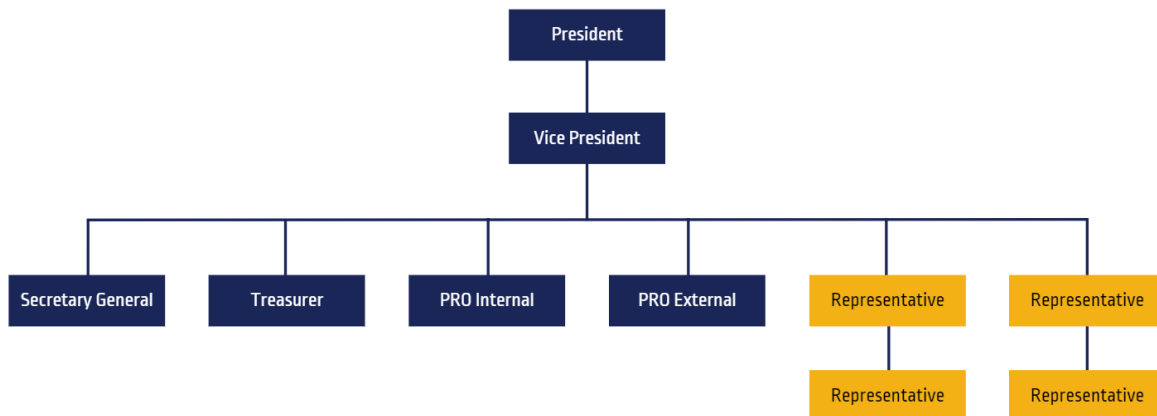 President
Vice President
Secretary General
Treasurer
PRO Internal
PRO External
Representative
Representative
Representative
Representative